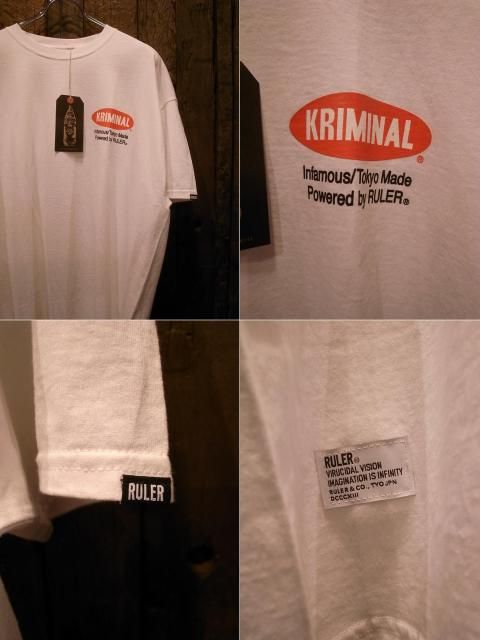 KRIMINAL
Infamous/Tokyo Made
Powered by RULER®
KRIMINAL®
Infamous/Tokyo Made
Powered by RULER®
RULER
RULER®
VIRUCIDAL VISION
IMAGINATION IS INFINITY
RULER & CO., TYO JPN
DCCCXIII